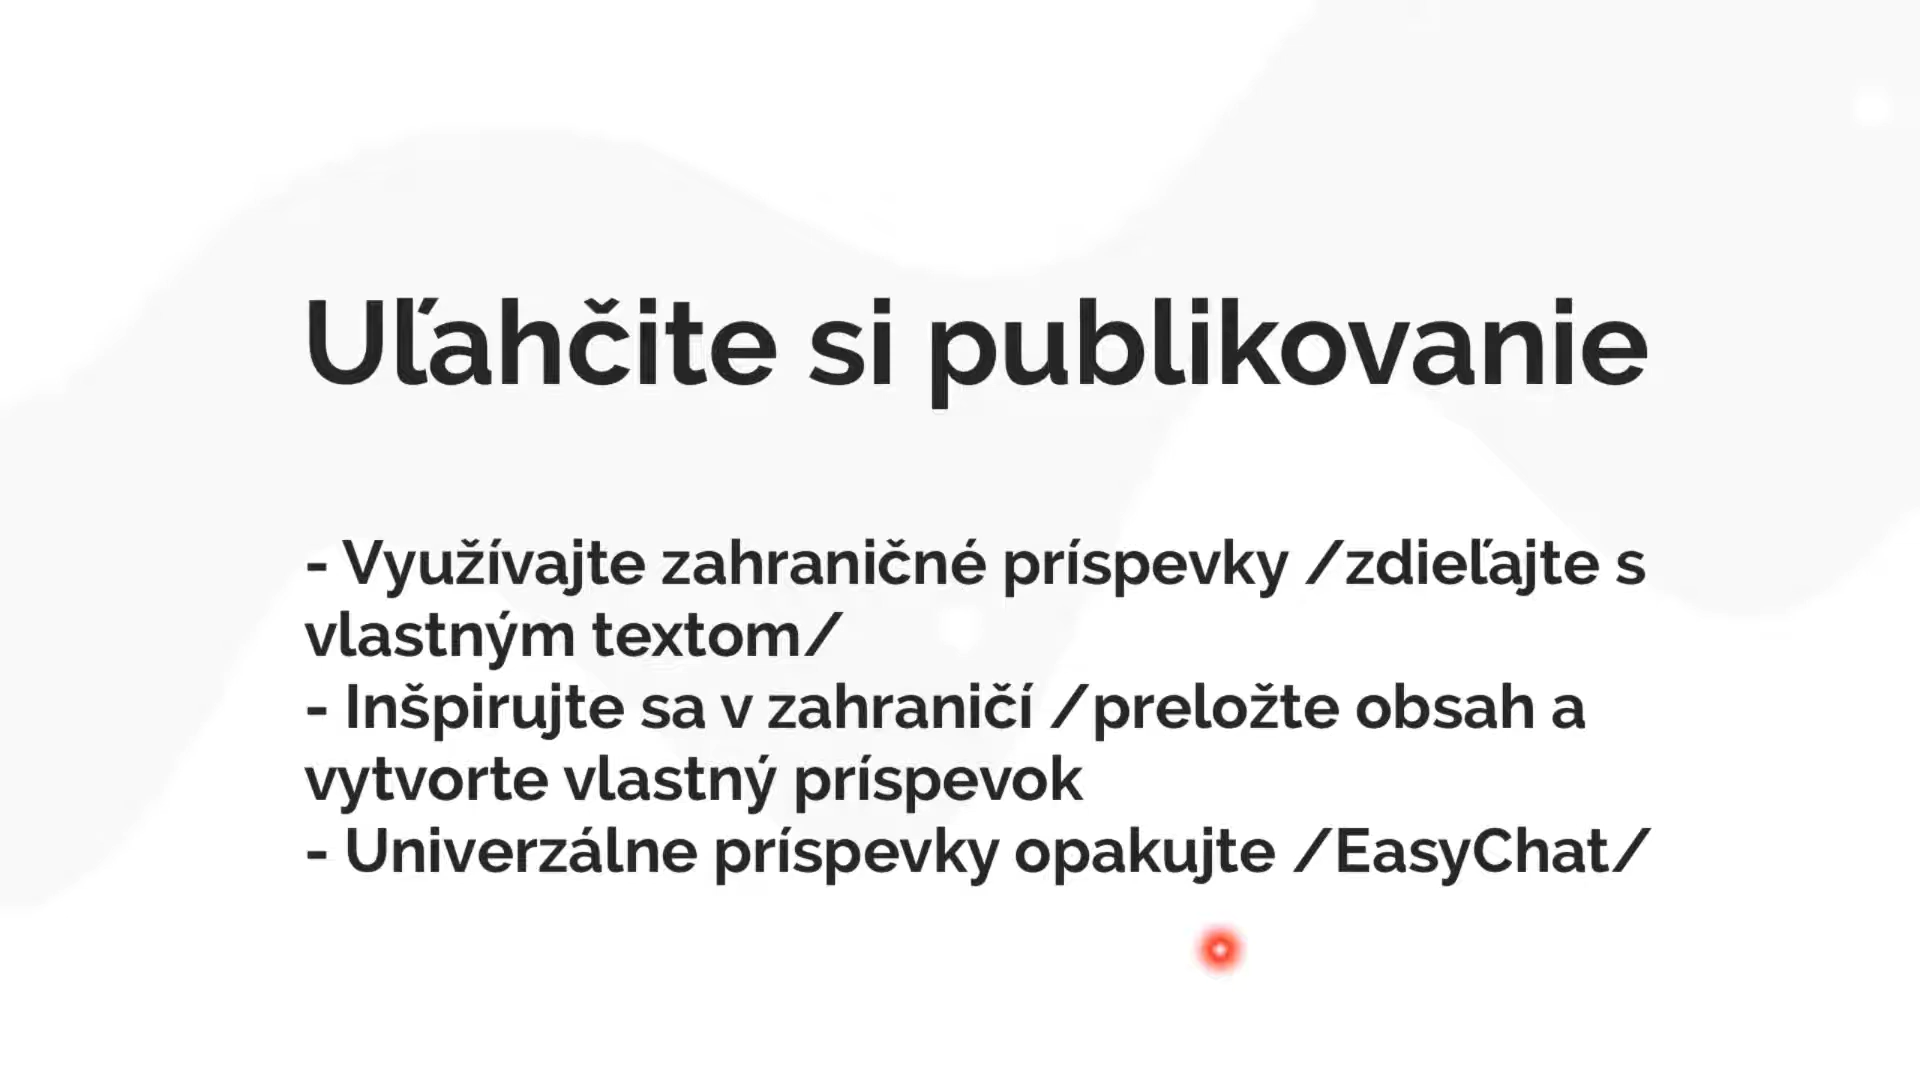 Uľahčite si publikovanie
- Využívajte zahraničné príspevky /zdieľajte s
vlastným textom/
- Inšpirujte sa v zahraničí /preložte obsah a
vytvorte vlastný príspevok
- Univerzálne príspevky opakujte /EasyChat/